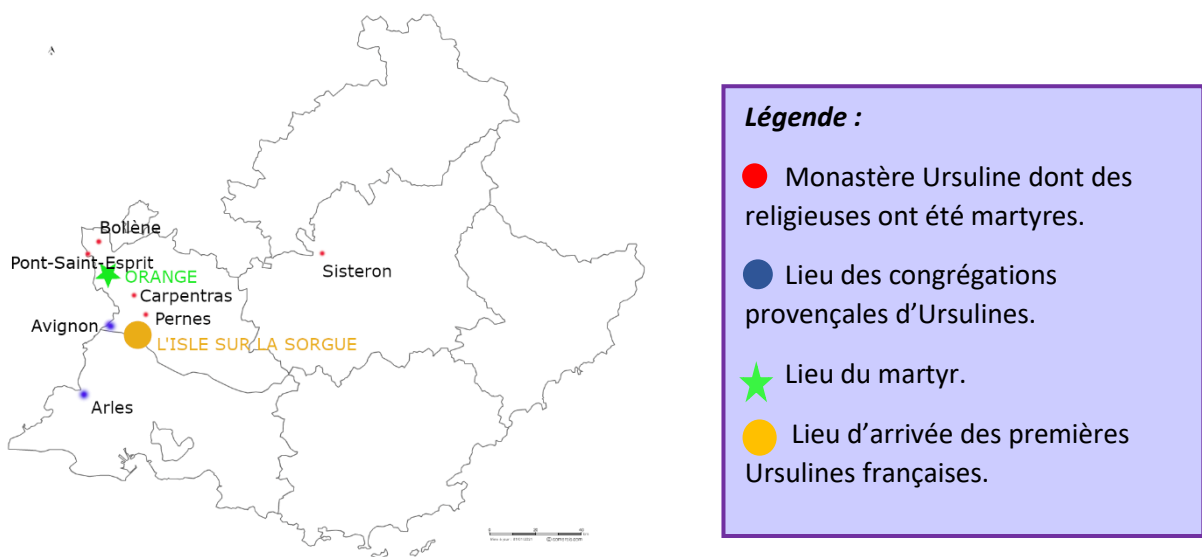 Bollène
Pont-Saint-Esprit
ORANGE
Sisteron
Carpentras
Avignon
Pernes
L'ISLE SUR LA SORGUE
Arles
Légende :
Monastère Ursuline dont des
religieuses ont été martyres.
Lieu des congrégations
provençales d’Ursulines.
Lieu du martyr.
Lieu d’arrivée des premières
Ursulines françaises.